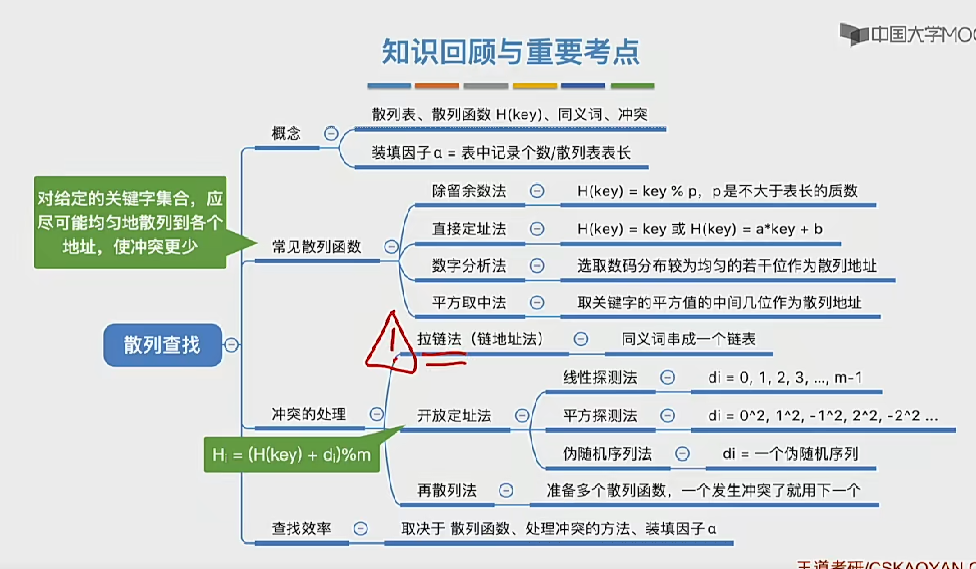 中国大学MOO
知识回顾与重要考点
散列表、散列函数 H(key)、同义词、冲突
概念
装填因子α = 表中记录个数/散列表表长
对给定的关键字集合，应
尽可能均匀地散列到各个
地址，使冲突更少
常见散列函数
除留余数法
H(key) = key % p，p是不大于表长的质数
直接定址法
H(key) = key 或 H(key) = a*key + b
数字分析法
选取数码分布较为均匀的若干位作为散列地址
平方取中法
取关键字的平方值的中间几位作为散列地址
散列查找
冲突的处理
拉链法（链地址法）
同义词串成一个链表
开放定址法
Hᵢ = (H(key) + dᵢ)%m
线性探测法
di = 0, 1, 2, 3, ..., m-1
平方探测法
di = 0^2, 1^2, -1^2, 2^2, -2^2 ...
伪随机序列法
di = 一个伪随机序列
再散列法
准备多个散列函数，一个发生冲突了就用下一个
查找效率
取决于 散列函数、处理冲突的方法、装填因子α
王道考研/CSKAOYAN.C